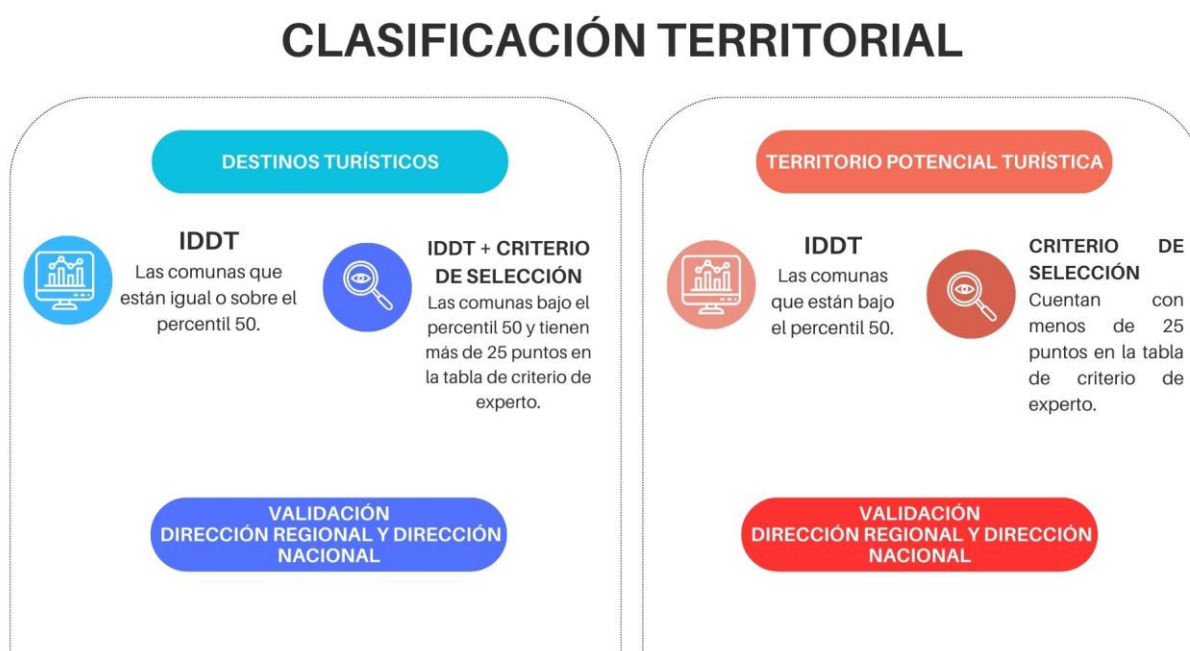 CLASIFICACIÓN TERRITORIAL
DESTINOS TURÍSTICOS
IDDT
Las comunas que
están igual o sobre el
percentil 50.
IDDT + CRITERIO
DE SELECCIÓN
Las comunas bajo el
percentil 50 y tienen
más de 25 puntos en
la tabla de criterio de
experto.
VALIDACIÓN
DIRECCIÓN REGIONAL Y DIRECCIÓN
NACIONAL
TERRITORIO POTENCIAL TURÍSTICA
IDDT
Las comunas
que están bajo
el percentil 50.
CRITERIO DE
SELECCIÓN
Cuentan con
menos de 25
puntos en la tabla
de criterio de
experto.
VALIDACIÓN
DIRECCIÓN REGIONAL Y DIRECCIÓN
NACIONAL